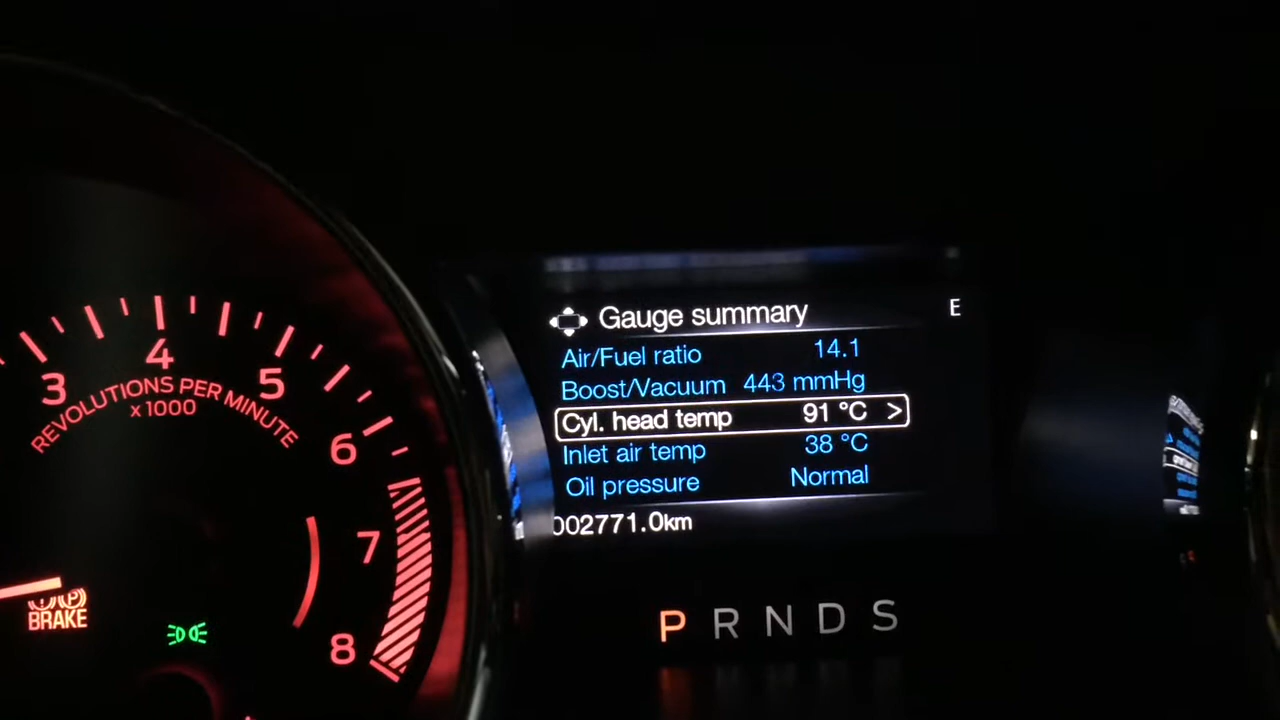 3
4
5
6
7
8
REVOLUTIONS PER MINUTE
x 1000
BRAKE
Gauge summary
E
Air/Fuel ratio 14.1
Boost/Vacuum 443 mmHg
Cyl. head temp 91 °C >
Inlet air temp 38 °C
Oil pressure Normal
002771.0km
P R N D S